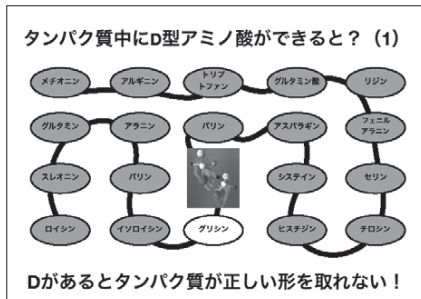 タンパク質中にD型アミノ酸ができると？（1）
メチオニン
アルギニン
トリプ
トファン
グルタミン酸
リジン
グルタミン
アラニン
バリン
アスパラギン
フェニル
アラニン
スレオニン
バリン
システイン
セリン
ロイシン
イソロイシン
グリシン
ヒスチジン
チロシン
Dがあるとタンパク質が正しい形を取れない！